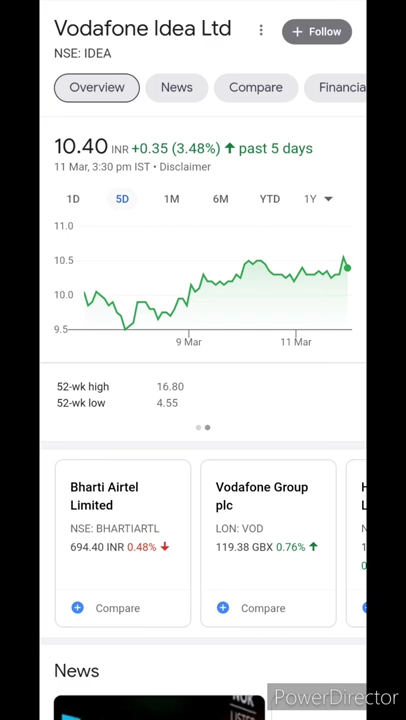 Vodafone Idea Ltd
+ Follow
NSE: IDEA
Overview
News
Compare
Financia
10.40 INR +0.35 (3.48%) ↑ past 5 days
11 Mar, 3:30 pm IST • Disclaimer
1D
5D
1M
6M
YTD
1Y
11.0
10.5
10.0
9.5
9 Mar
11 Mar
52-wk high 16.80
52-wk low 4.55
Bharti Airtel
Limited
NSE: BHARTIARTL
694.40 INR 0.48% ↓
Compare
Vodafone Group
plc
LON: VOD
119.38 GBX 0.76% ↑
Compare
News
PowerDirector